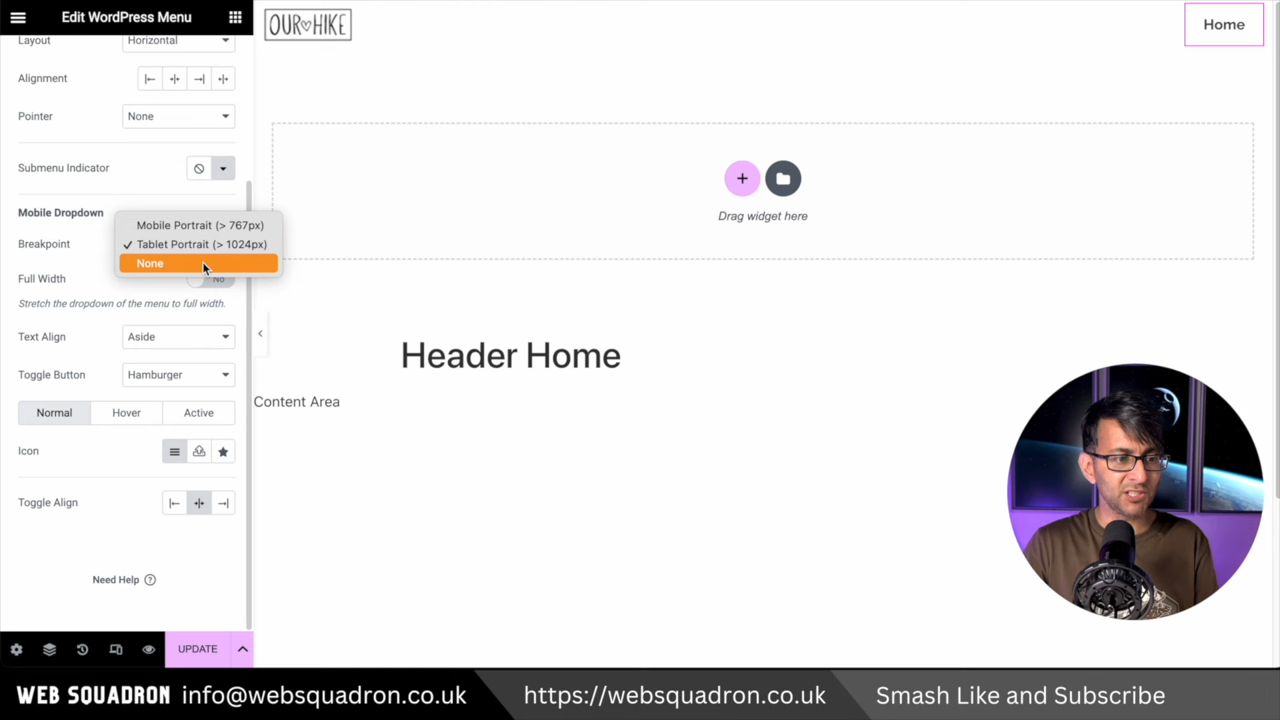 Edit WordPress Menu
Layout
Horizontal
Alignment
Pointer
None
Submenu Indicator
Mobile Dropdown
Breakpoint
Mobile Portrait (> 767px)
✓ Tablet Portrait (> 1024px)
None
Full Width
No
Stretch the dropdown of the menu to full width.
Text Align
Aside
Toggle Button
Hamburger
Normal
Hover
Active
Icon
Toggle Align
Need Help
UPDATE
OUR HIKE
Home
+
Drag widget here
Header Home
Content Area
WEB SQUADRON info@websquadron.co.uk
https://websquadron.co.uk
Smash Like and Subscribe